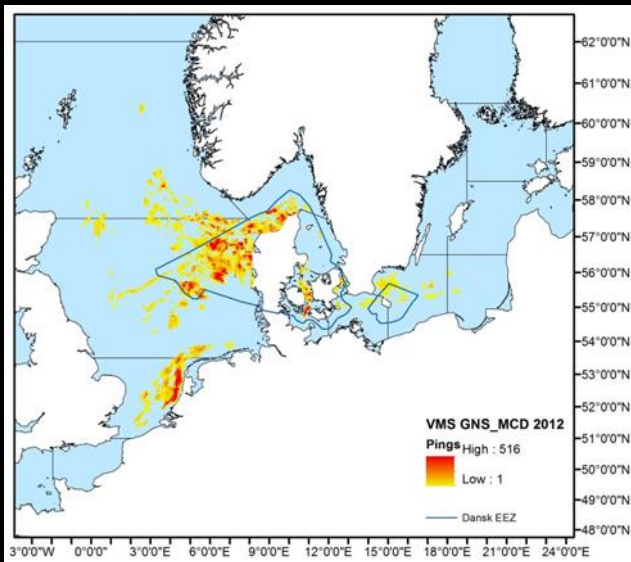 62°0'0"N
61°0'0"N
60°0'0"N
59°0'0"N
58°0'0"N
57°0'0"N
56°0'0"N
55°0'0"N
54°0'0"N
53°0'0"N
52°0'0"N
51°0'0"N
50°0'0"N
49°0'0"N
48°0'0"N
VMS GNS_MCD 2012
Pings
High : 516
Low : 1
Dansk EEZ
3°0'0"W 0°0'0" 3°0'0"E 6°0'0"E 9°0'0"E 12°0'0"E 15°0'0"E 18°0'0"E 21°0'0"E 24°0'0"E